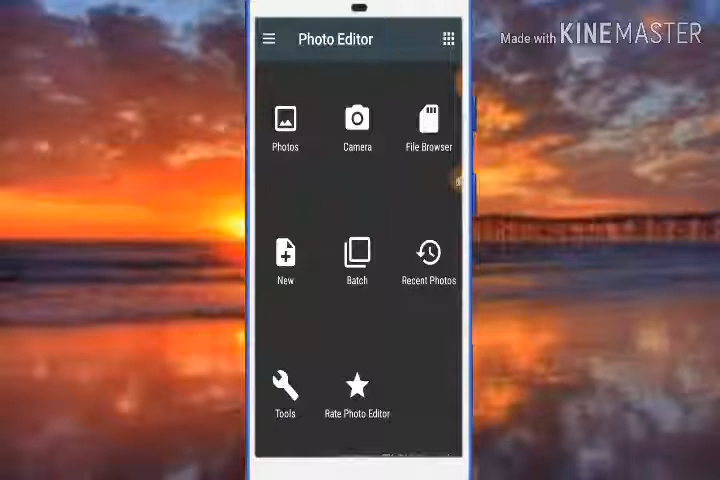 Photo Editor
Made with KINEMASTER
Photos
Camera
File Browser
New
Batch
Recent Photos
Tools
Rate Photo Editor